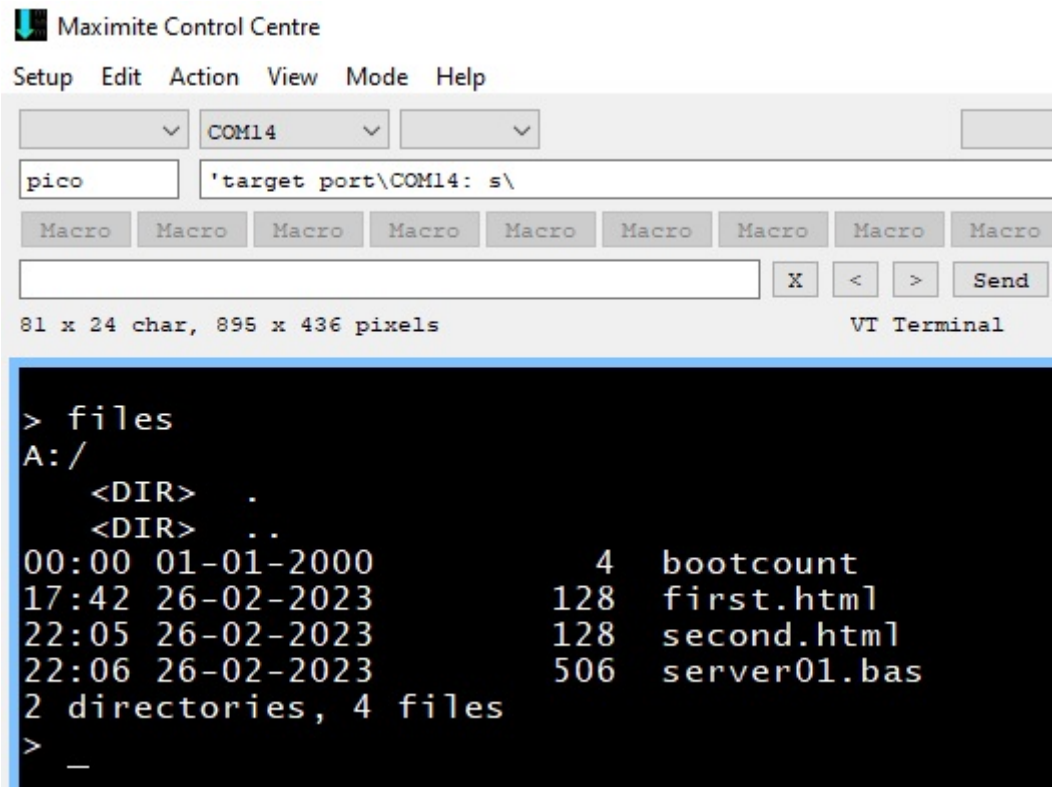 Maximite Control Centre
Setup Edit Action View Mode Help
COM14
pico 'target port\COM14: s\
Macro Macro Macro Macro Macro Macro Macro Macro Macro
X < > Send
81 x 24 char, 895 x 436 pixels VT Terminal
> files
A:/
<DIR> .
<DIR> ..
00:00 01-01-2000 4 bootcount
17:42 26-02-2023 128 first.html
22:05 26-02-2023 128 second.html
22:06 26-02-2023 506 server01.bas
2 directories, 4 files
> _